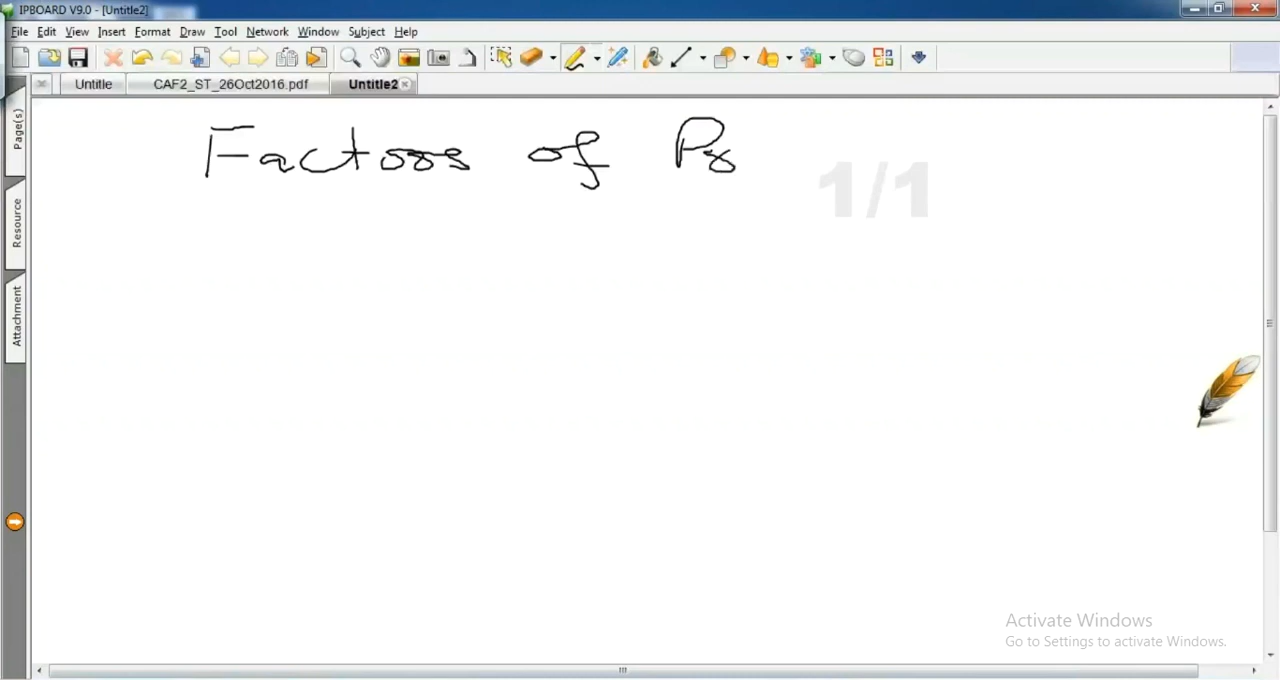 IPBOARD V9.0 - [Untitle2]
File Edit View Insert Format Draw Tool Network Window Subject Help
Untitle CAF2_ST_26Oct2016.pdf Untitle2
Page(s)
Resource
Attachment
Factors of Pr
1/1
Activate Windows
Go to Settings to activate Windows.